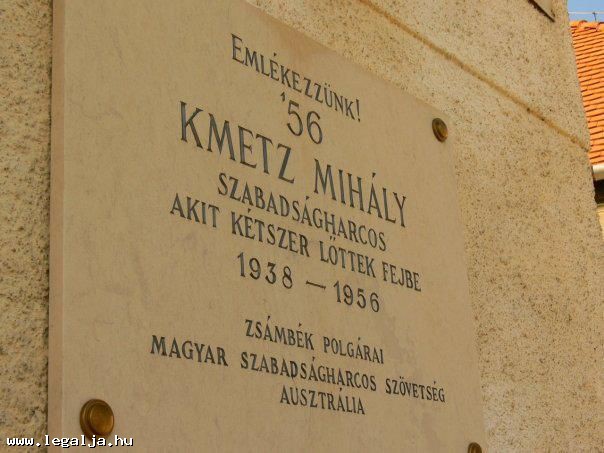 Emlékezzünk!
'56
KMETZ MIHÁLY
SZABADSÁGHARCOS
AKIT KÉTSZER LŐTTEK FEJBE
1938 – 1956
ZSÁMBÉK POLGÁRAI
MAGYAR SZABADSÁGHARCOS SZÖVETSÉG
AUSZTRÁLIA
www.legalja.hu